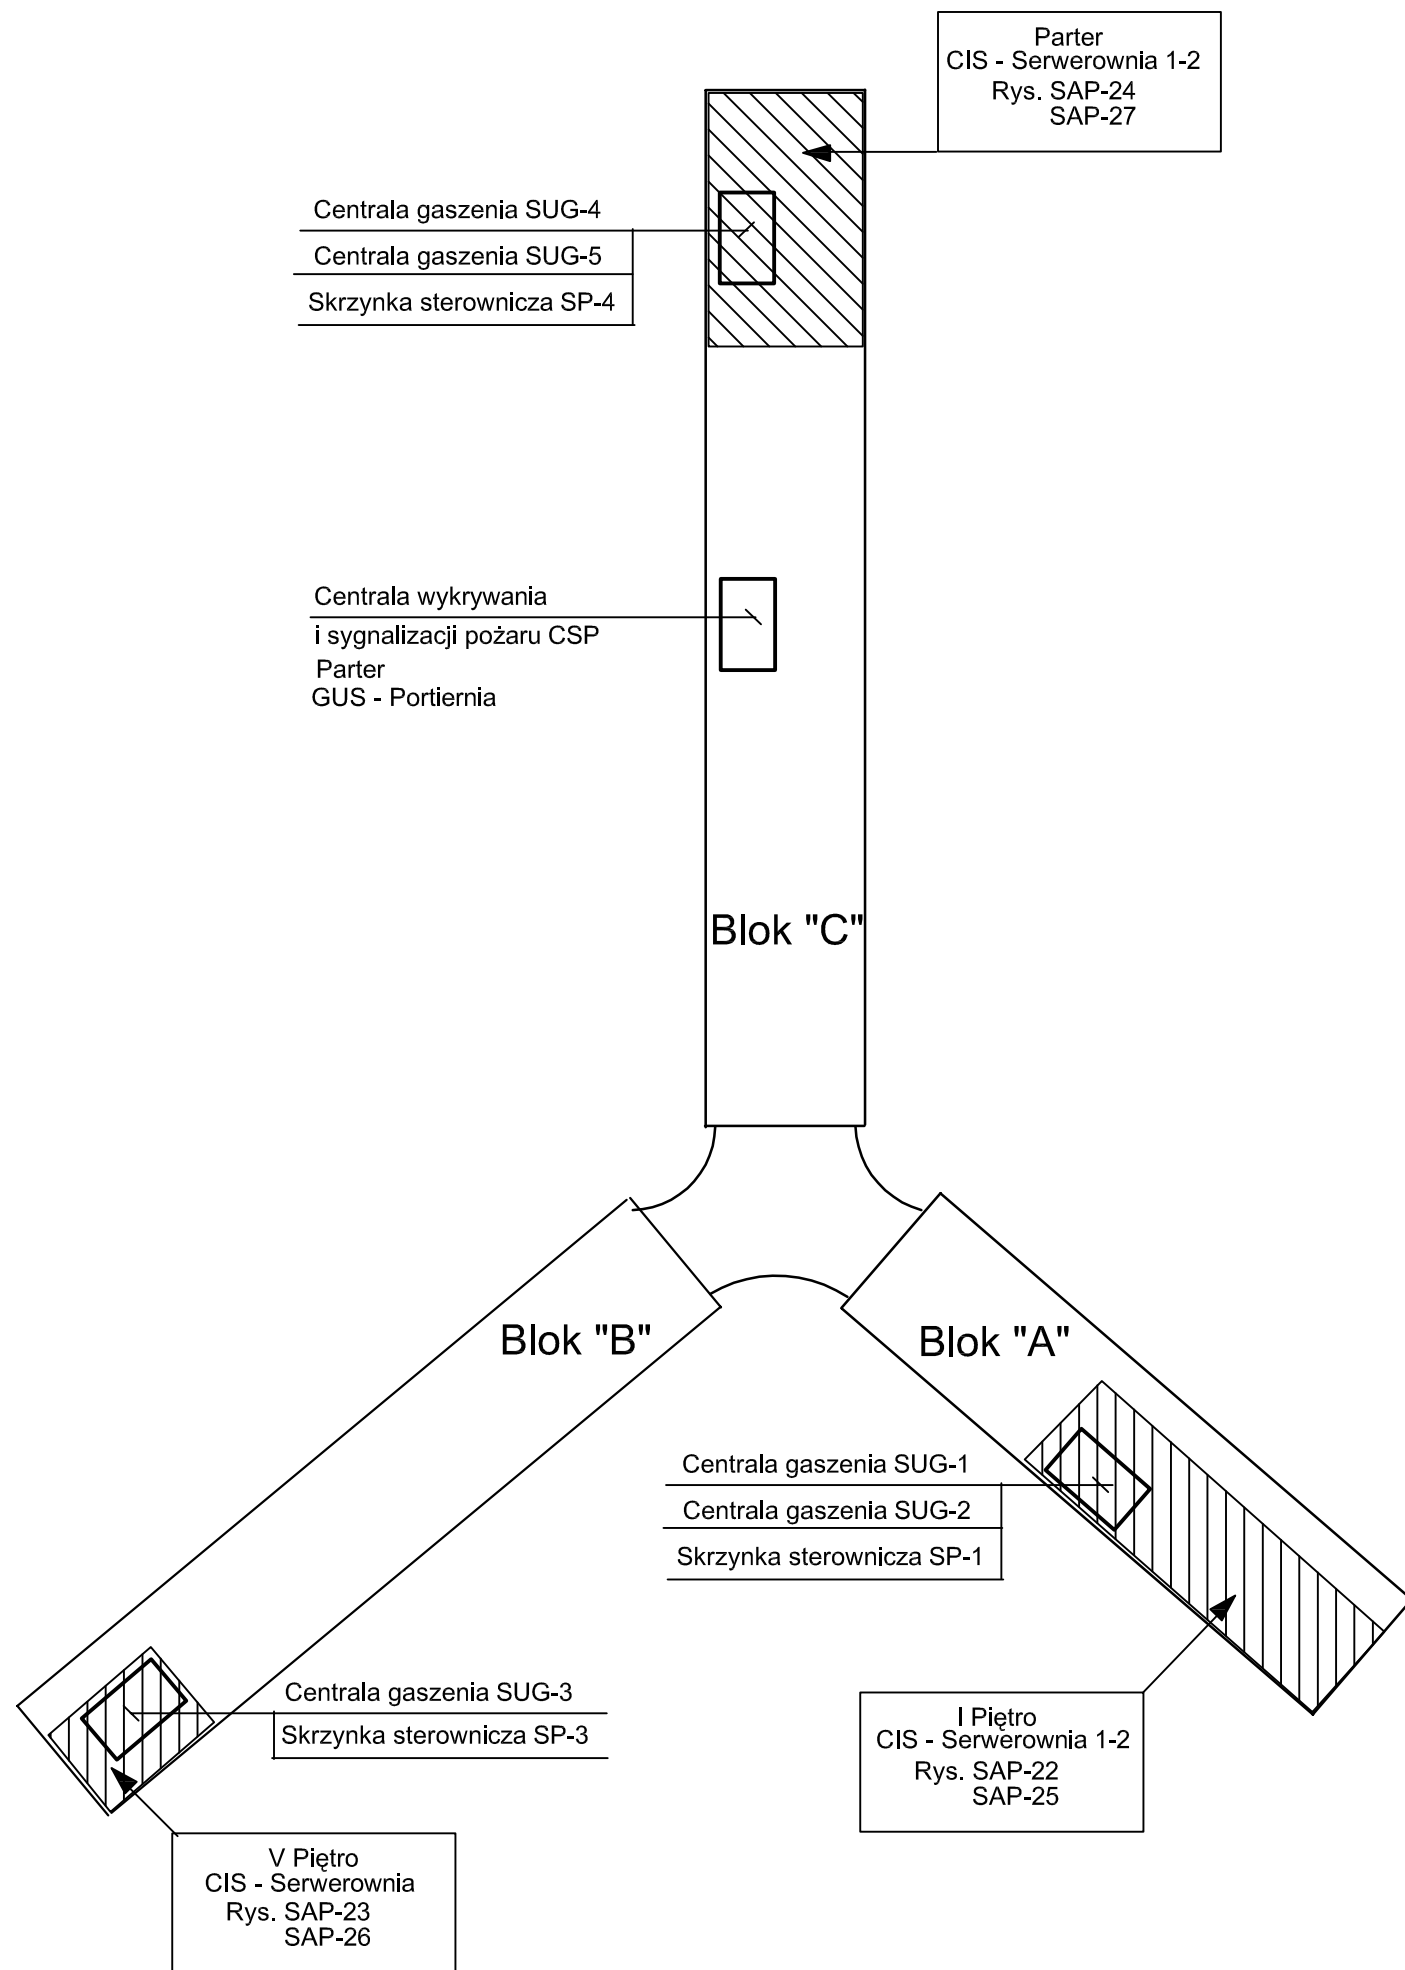 Parter
CIS - Serwerownia 1-2
Rys. SAP-24
SAP-27
Centrala gaszenia SUG-4
Centrala gaszenia SUG-5
Skrzynka sterownicza SP-4
Centrala wykrywania
i sygnalizacji pożaru CSP
Parter
GUS - Portiernia
Blok "C"
Blok "B"
Blok "A"
Centrala gaszenia SUG-1
Centrala gaszenia SUG-2
Skrzynka sterownicza SP-1
Centrala gaszenia SUG-3
Skrzynka sterownicza SP-3
I Piętro
CIS - Serwerownia 1-2
Rys. SAP-22
SAP-25
V Piętro
CIS - Serwerownia
Rys. SAP-23
SAP-26